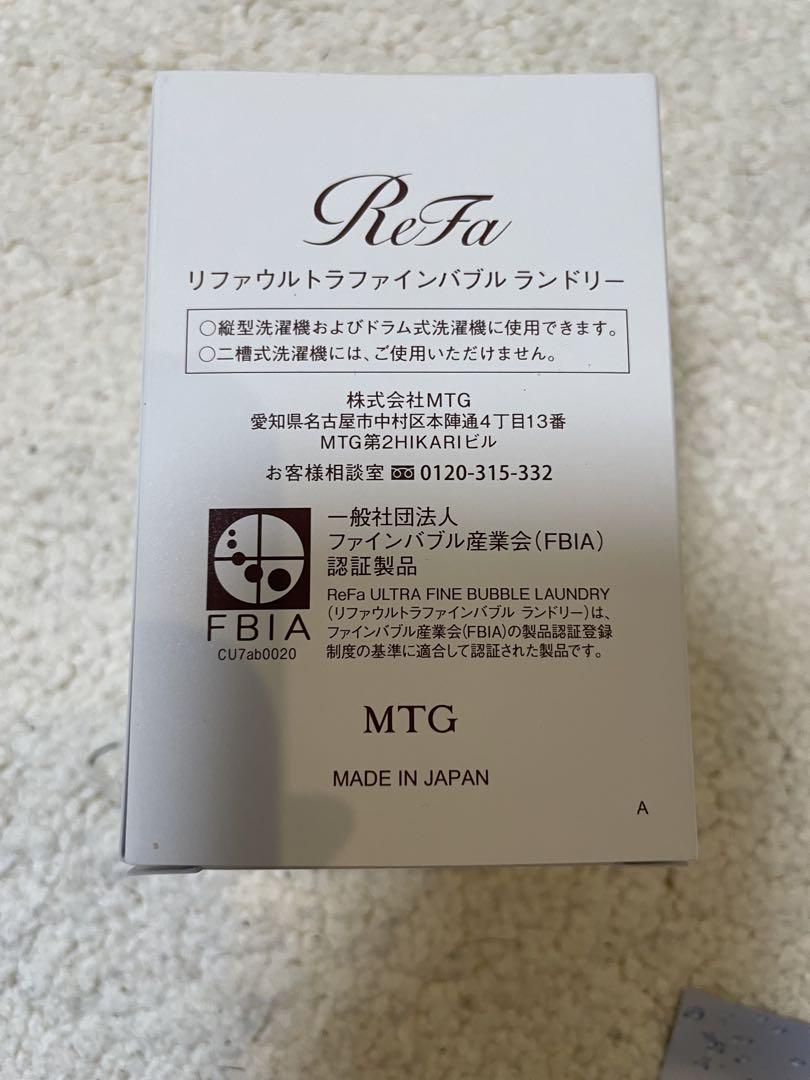 ReFa
リファウルトラファインバブル ランドリー
○縦型洗濯機およびドラム式洗濯機に使用できます。
○二槽式洗濯機には、ご使用いただけません。
株式会社MTG
愛知県名古屋市中村区本陣通4丁目13番
MTG第2HIKARIビル
お客様相談室 0120-315-332
一般社団法人
ファインバブル産業会(FBIA)
認証製品
ReFa ULTRA FINE BUBBLE LAUNDRY
(リファウルトラファインバブル ランドリー)は、
ファインバブル産業会(FBIA)の製品認証登録
制度の基準に適合して認証された製品です。
FBIA
CU7ab0020
MTG
MADE IN JAPAN
A